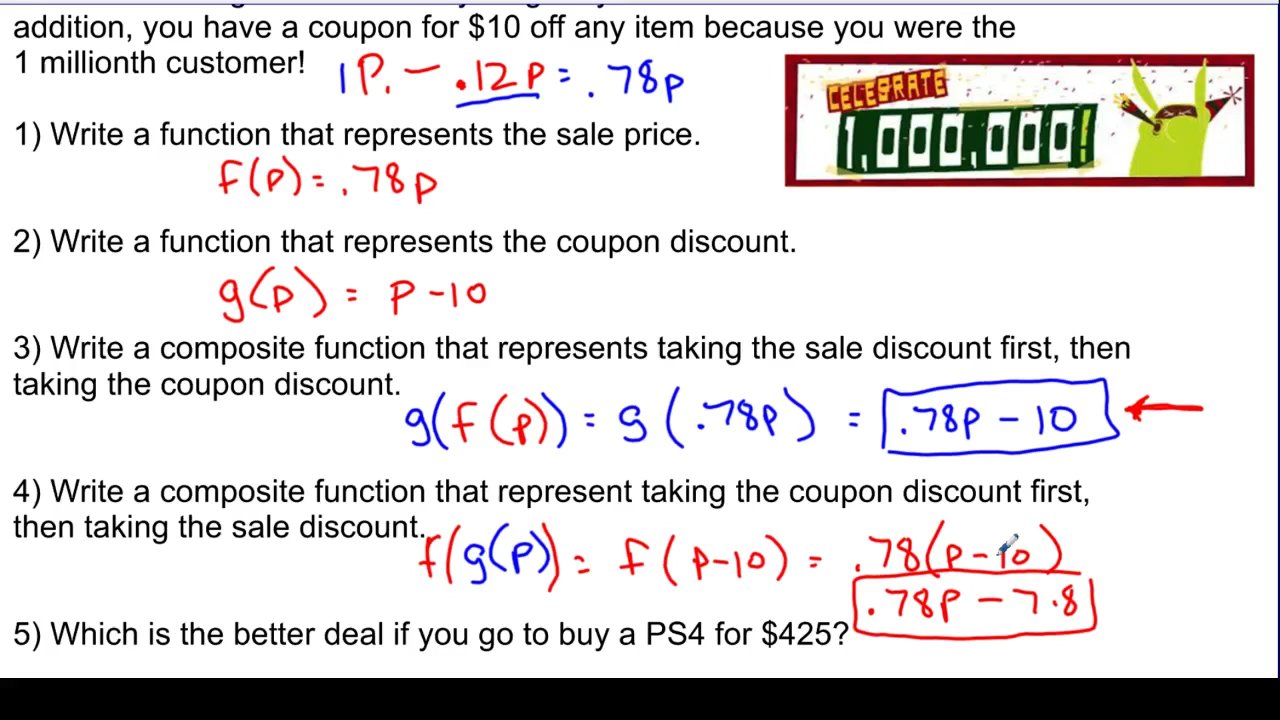 addition, you have a coupon for $10 off any item because you were the
1 millionth customer! 1P. - .12p = .78p
CELEBRATE
1,000,000!
1) Write a function that represents the sale price.
f(p) = .78p
2) Write a function that represents the coupon discount.
g(p) = p - 10
3) Write a composite function that represents taking the sale discount first, then
taking the coupon discount.
g(f(p)) = g(.78p) = .78p - 10
4) Write a composite function that represent taking the coupon discount first,
then taking the sale discount.
f(g(p)) = f(p-10) = .78(p-10)
.78p - 7.8
5) Which is the better deal if you go to buy a PS4 for $425?